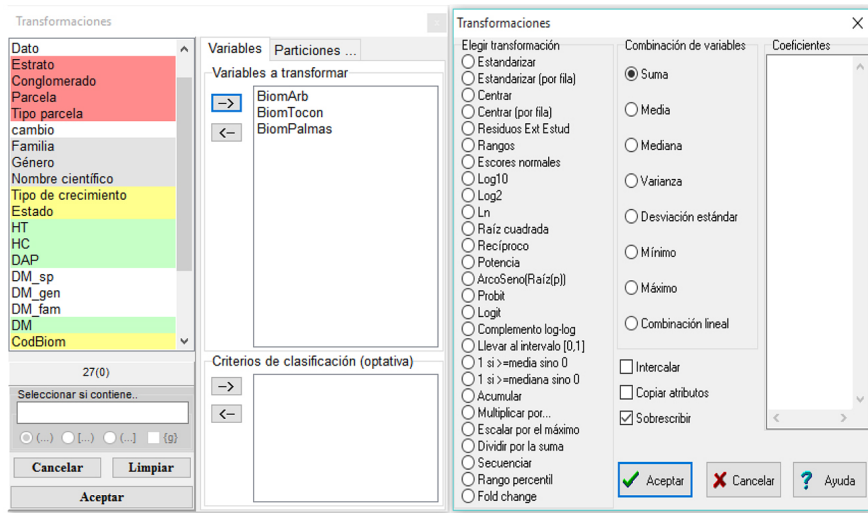 Transformaciones
Dato
Estrato
Conglomerado
Parcela
Tipo parcela
cambio
Familia
Género
Nombre científico
Tipo de crecimiento
Estado
HT
HC
DAP
DM_sp
DM_gen
DM_fam
DM
CodBiom
27(0)
Seleccionar si contiene..
(...)
[...)
(...]
{g}
Cancelar
Limpiar
Aceptar
Variables
Particiones ...
Variables a transformar
-->
<--
BiomArb
BiomTocon
BiomPalmas
Criterios de clasificación (optativa)
-->
<--
Transformaciones
Elegir transformación
Estandarizar
Estandarizar (por fila)
Centrar
Centrar (por fila)
Residuos Ext Estud
Rangos
Escores normales
Log10
Log2
Ln
Raíz cuadrada
Recíproco
Potencia
ArcoSeno(Raíz(p))
Probit
Logit
Complemento log-log
Llevar al intervalo [0,1]
1 si >=media sino 0
1 si >=mediana sino 0
Acumular
Multiplicar por...
Escalar por el máximo
Dividir por la suma
Secuenciar
Rango percentil
Fold change
Combinación de variables
Suma
Media
Mediana
Varianza
Desviación estándar
Mínimo
Máximo
Combinación lineal
Intercalar
Copiar atributos
Sobrescribir
Coeficientes
Aceptar
Cancelar
? Ayuda